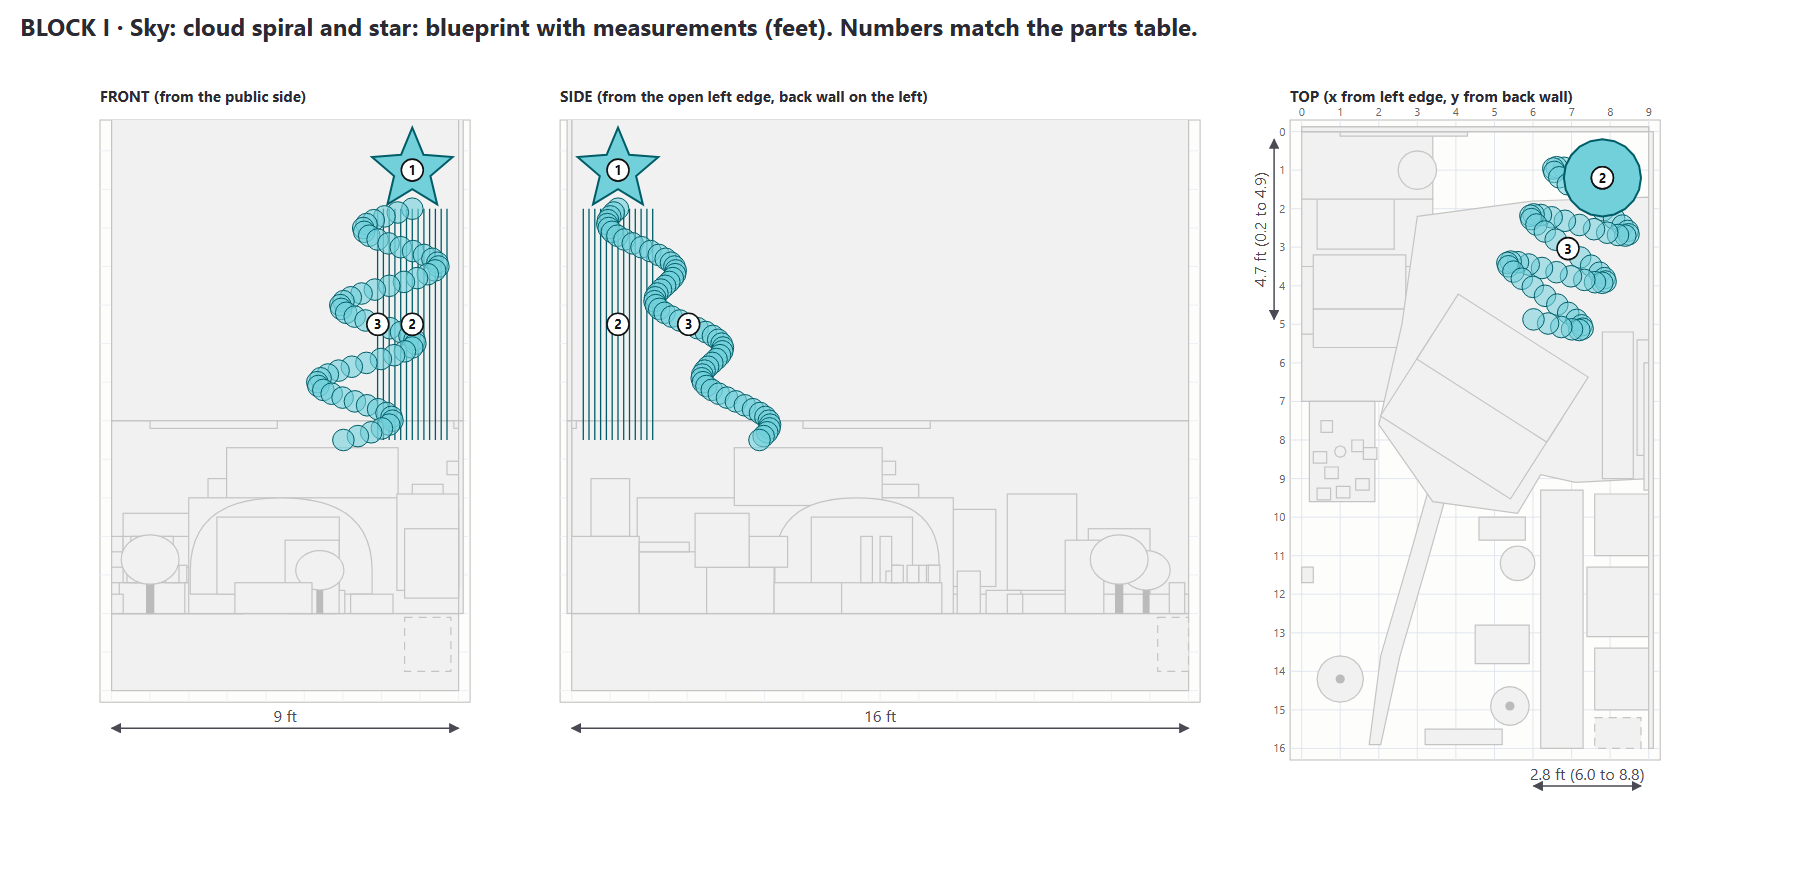 BLOCK I · Sky: cloud spiral and star: blueprint with measurements (feet). Numbers match the parts table.
FRONT (from the public side)
1
3
2
9 ft
SIDE (from the open left edge, back wall on the left)
1
2
3
16 ft
TOP (x from left edge, y from back wall)
0 1 2 3 4 5 6 7 8 9
0
1
2
3
4
5
6
7
8
9
10
11
12
13
14
15
16
4.7 ft (0.2 to 4.9)
2
3
2.8 ft (6.0 to 8.8)